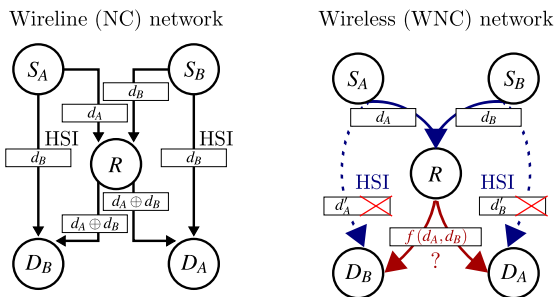 Wireline (NC) network
S_A
S_B
d_B
d_A
HSI
HSI
d_B
d_B
R
d_A ⊕ d_B
d_A ⊕ d_B
D_B
D_A
Wireless (WNC) network
S_A
S_B
d_A
d_B
R
HSI
HSI
d'_A
d'_B
f (d_A, d_B)
?
D_B
D_A